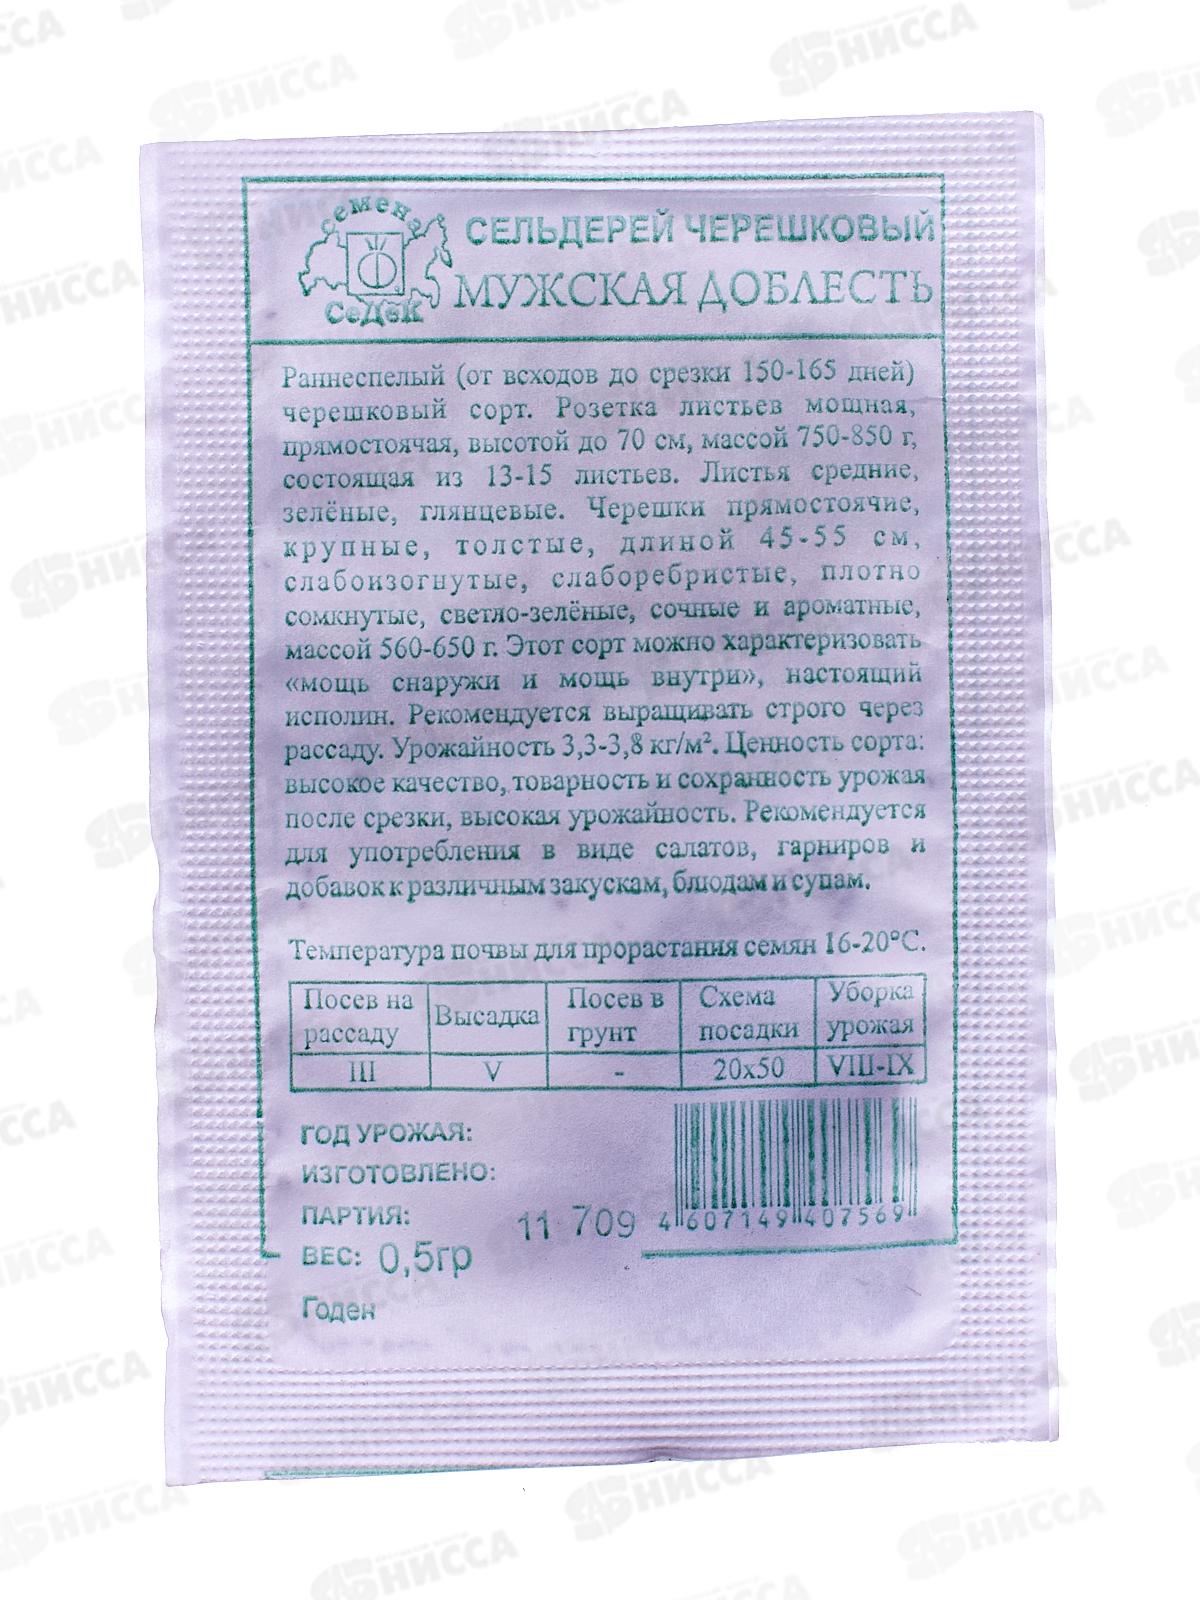 семена
СеДеК
СЕЛЬДЕРЕЙ ЧЕРЕШКОВЫЙ
МУЖСКАЯ ДОБЛЕСТЬ
Раннеспелый (от всходов до срезки 150-165 дней)
черешковый сорт. Розетка листьев мощная,
прямостоячая, высотой до 70 см, массой 750-850 г,
состоящая из 13-15 листьев. Листья средние,
зелёные, глянцевые. Черешки прямостоячие,
крупные, толстые, длиной 45-55 см,
слабоизогнутые, слаборебристые, плотно
сомкнутые, светло-зелёные, сочные и ароматные,
массой 560-650 г. Этот сорт можно характеризовать
«мощь снаружи и мощь внутри», настоящий
исполин. Рекомендуется выращивать строго через
рассаду. Урожайность 3,3-3,8 кг/м². Ценность сорта:
высокое качество, товарность и сохранность урожая
после срезки, высокая урожайность. Рекомендуется
для употребления в виде салатов, гарниров и
добавок к различным закускам, блюдам и супам.
Температура почвы для прорастания семян 16-20°С.
Посев на рассаду Высадка Посев в грунт Схема посадки Уборка урожая
III V - 20х50 VIII-IX
ГОД УРОЖАЯ:
ИЗГОТОВЛЕНО:
ПАРТИЯ: 11 709
ВЕС: 0,5гр
Годен
4 607149 407569
НИССА